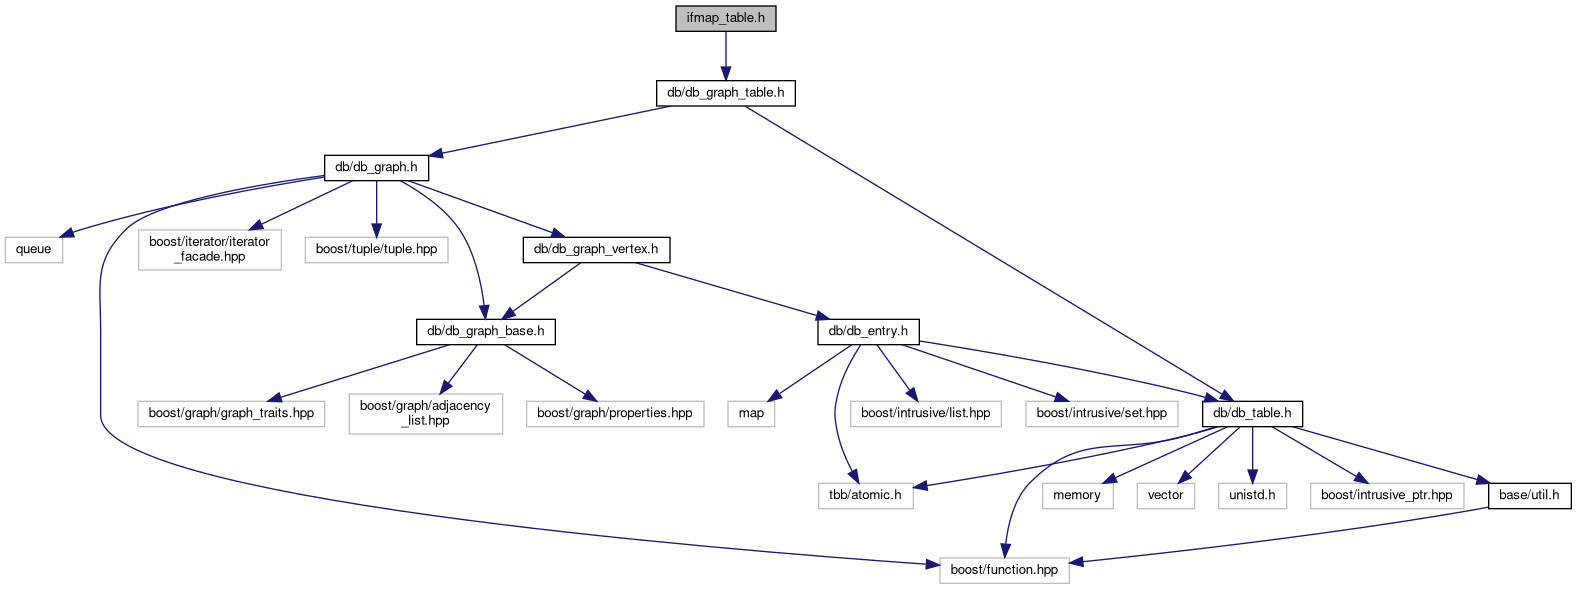 ifmap_table.h
db/db_graph_table.h
db/db_graph.h
queue
boost/iterator/iterator
_facade.hpp
boost/tuple/tuple.hpp
db/db_graph_vertex.h
db/db_graph_base.h
db/db_entry.h
boost/graph/graph_traits.hpp
boost/graph/adjacency
_list.hpp
boost/graph/properties.hpp
map
boost/intrusive/list.hpp
boost/intrusive/set.hpp
db/db_table.h
tbb/atomic.h
memory
vector
unistd.h
boost/intrusive_ptr.hpp
base/util.h
boost/function.hpp